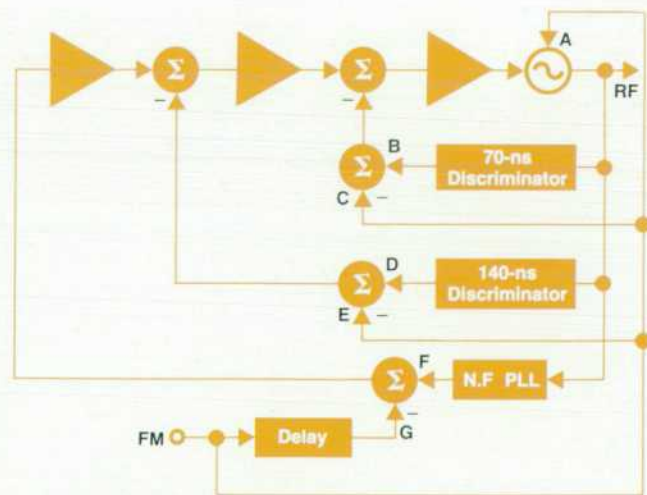 Σ
Σ
A
RF
−
−
Σ
B
70-ns
Discriminator
C
−
Σ
D
140-ns
Discriminator
E
−
Σ
F
N.F PLL
−
G
FM
Delay